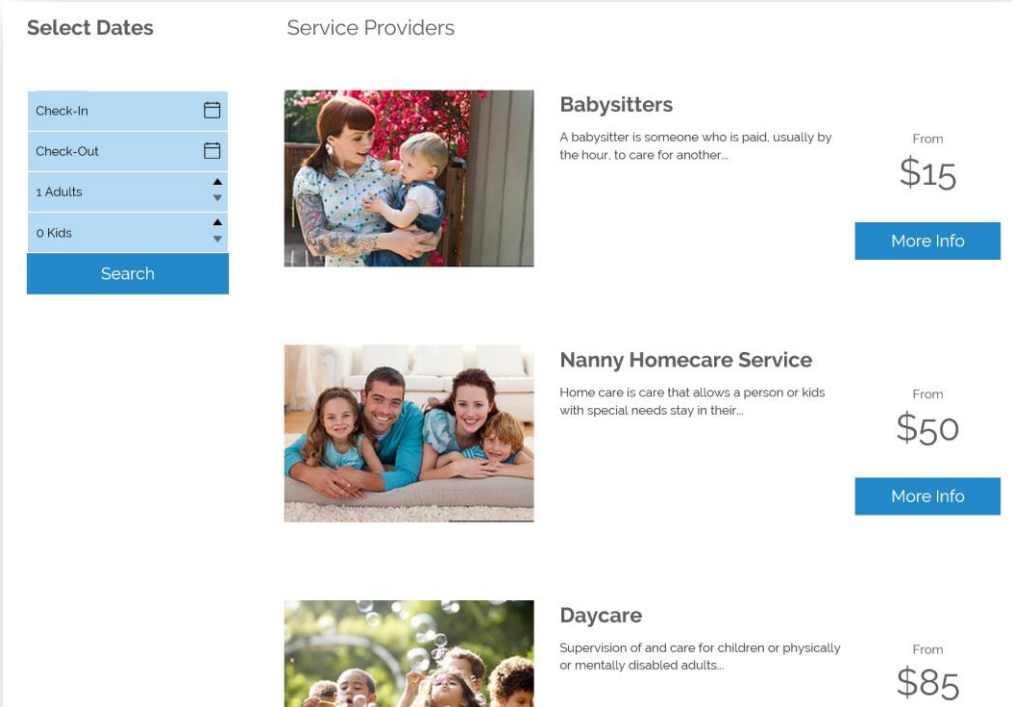 Select Dates
Service Providers
Check-In
Check-Out
1 Adults
0 Kids
Search
Babysitters
A babysitter is someone who is paid, usually by
the hour, to care for another...
From
$15
More Info
Nanny Homecare Service
Home care is care that allows a person or kids
with special needs stay in their...
From
$50
More Info
Daycare
Supervision of and care for children or physically
or mentally disabled adults...
From
$85